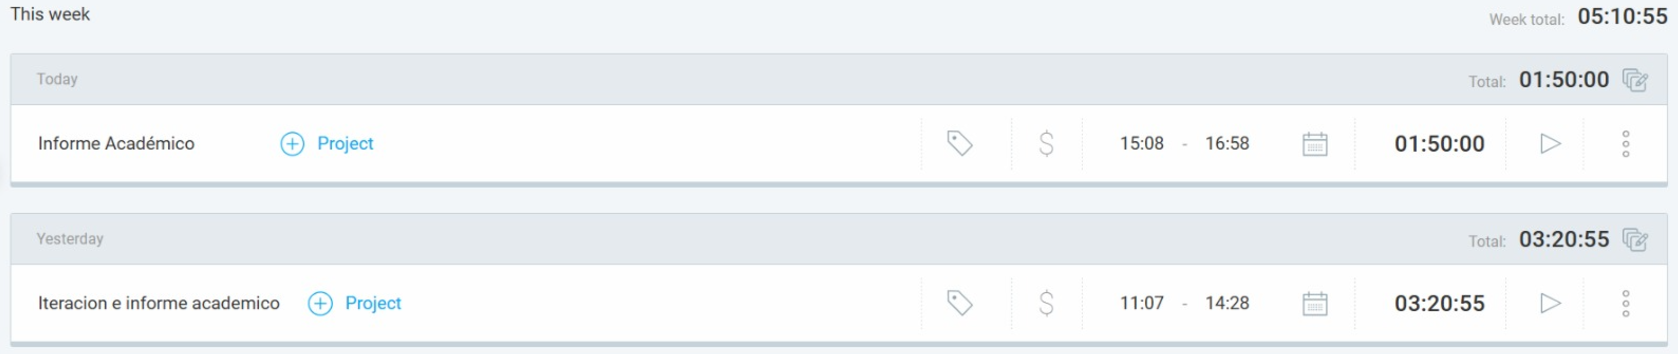 This week Week total: 05:10:55
Today Total: 01:50:00
Informe Académico Project $ 15:08 - 16:58 01:50:00
Yesterday Total: 03:20:55
Iteracion e informe academico Project $ 11:07 - 14:28 03:20:55